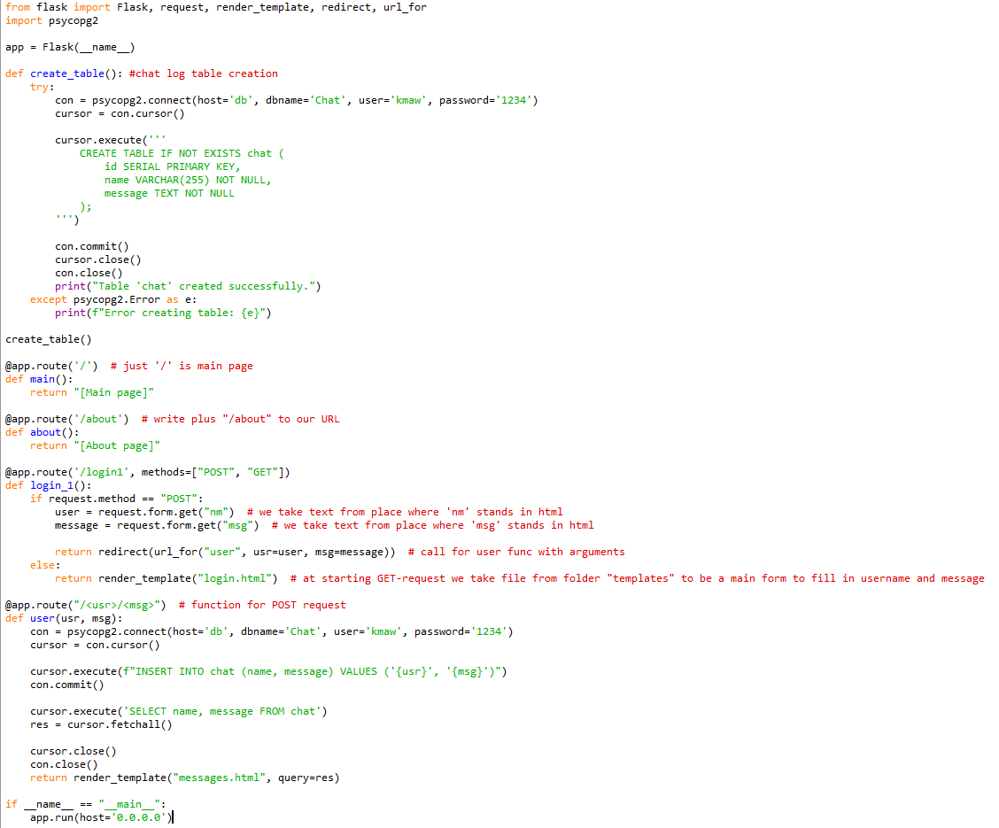 from flask import Flask, request, render_template, redirect, url_for
import psycopg2

app = Flask(__name__)

def create_table(): #chat log table creation
    try:
        con = psycopg2.connect(host='db', dbname='Chat', user='kmaw', password='1234')
        cursor = con.cursor()

        cursor.execute('''
            CREATE TABLE IF NOT EXISTS chat (
                id SERIAL PRIMARY KEY,
                name VARCHAR(255) NOT NULL,
                message TEXT NOT NULL
            );
        ''')

        con.commit()
        cursor.close()
        con.close()
        print("Table 'chat' created successfully.")
    except psycopg2.Error as e:
        print(f"Error creating table: {e}")

create_table()

@app.route('/')  # just '/' is main page
def main():
    return "[Main page]"

@app.route('/about')  # write plus "/about" to our URL
def about():
    return "[About page]"

@app.route('/login1', methods=["POST", "GET"])
def login_1():
    if request.method == "POST":
        user = request.form.get("nm")  # we take text from place where 'nm' stands in html
        message = request.form.get("msg")  # we take text from place where 'msg' stands in html

        return redirect(url_for("user", usr=user, msg=message))  # call for user func with arguments
    else:
        return render_template("login.html")  # at starting GET-request we take file from folder "templates" to be a main form to fill in username and message

@app.route("/<usr>/<msg>")  # function for POST request
def user(usr, msg):
    con = psycopg2.connect(host='db', dbname='Chat', user='kmaw', password='1234')
    cursor = con.cursor()

    cursor.execute(f"INSERT INTO chat (name, message) VALUES ('{usr}', '{msg}')")
    con.commit()

    cursor.execute('SELECT name, message FROM chat')
    res = cursor.fetchall()

    cursor.close()
    con.close()
    return render_template("messages.html", query=res)

if __name__ == "__main__":
    app.run(host='0.0.0.0')